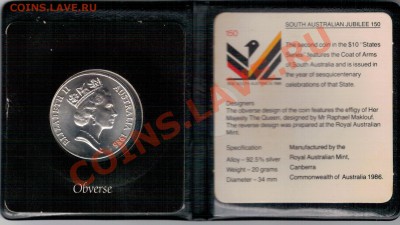 COINS.LAVE.RU
ELIZABETH II AUSTRALIA 1986
Obverse
SOUTH AUSTRALIAN JUBILEE 150
150
The second coin in the $10 'States
Series' features the Coat of Arms
of South Australia and is issued in
the year of sesquicentenary
celebrations of that State.
Designers
The obverse design of the coin features the effigy of Her
Majesty The Queen, designed by Mr Raphael Maklouf.
The reverse design was prepared at the Royal Australian
Mint.
Specification
Alloy – 92.5% silver
Weight – 20 grams
Diameter – 34 mm
Manufactured by the
Royal Australian Mint,
Canberra
Commonwealth of Australia 1986.
COINS.LAVE.RU